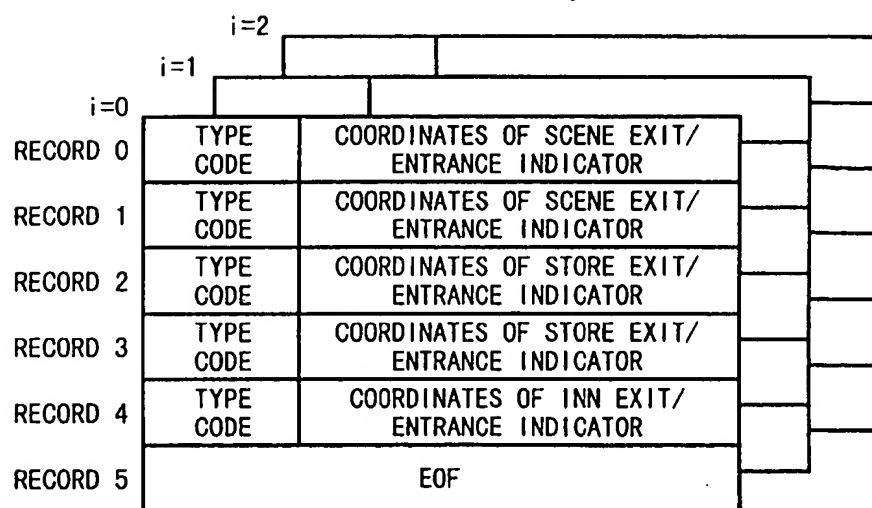 i=2
i=1
i=0
RECORD 0
TYPE CODE
COORDINATES OF SCENE EXIT/
ENTRANCE INDICATOR
RECORD 1
TYPE CODE
COORDINATES OF SCENE EXIT/
ENTRANCE INDICATOR
RECORD 2
TYPE CODE
COORDINATES OF STORE EXIT/
ENTRANCE INDICATOR
RECORD 3
TYPE CODE
COORDINATES OF STORE EXIT/
ENTRANCE INDICATOR
RECORD 4
TYPE CODE
COORDINATES OF INN EXIT/
ENTRANCE INDICATOR
RECORD 5
EOF